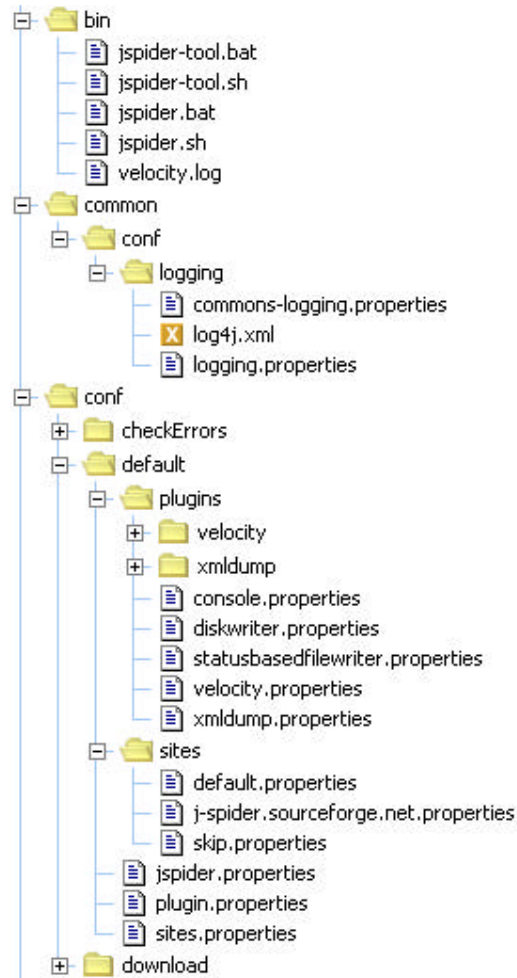 bin
jspider-tool.bat
jspider-tool.sh
jspider.bat
jspider.sh
velocity.log
common
conf
logging
commons-logging.properties
log4j.xml
logging.properties
conf
checkErrors
default
plugins
velocity
xmldump
console.properties
diskwriter.properties
statusbasedfilewriter.properties
velocity.properties
xmldump.properties
sites
default.properties
j-spider.sourceforge.net.properties
skip.properties
jspider.properties
plugin.properties
sites.properties
download